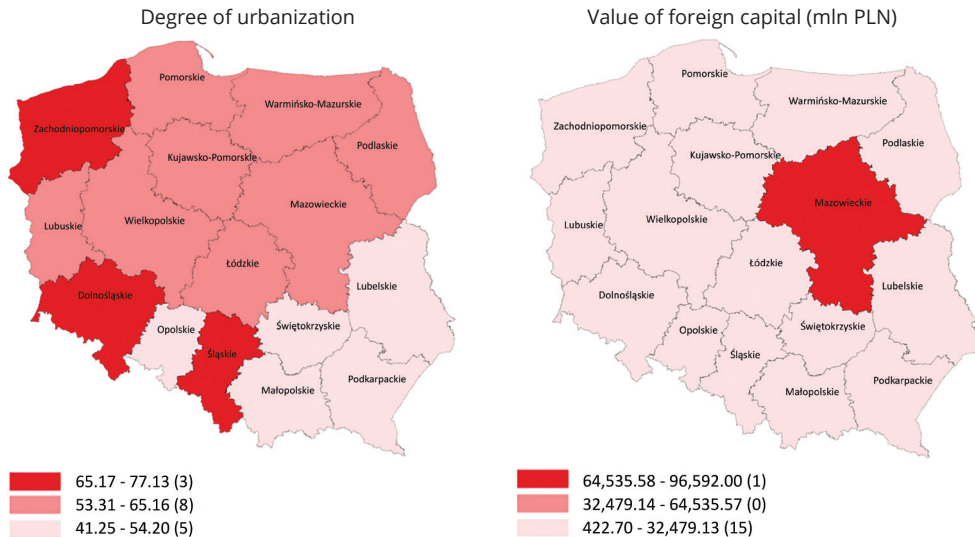 Degree of urbanization
Pomorskie
Warmińsko-Mazurskie
Zachodniopomorskie
Kujawsko-Pomorskie
Podlaskie
Mazowieckie
Lubuskie
Wielkopolskie
Łódzkie
Lubelskie
Dolnośląskie
Opolskie
Świętokrzyskie
Śląskie
Małopolskie
Podkarpackie
65.17 - 77.13 (3)
53.31 - 65.16 (8)
41.25 - 54.20 (5)
Value of foreign capital (mln PLN)
Pomorskie
Warmińsko-Mazurskie
Zachodniopomorskie
Podlaskie
Kujawsko-Pomorskie
Mazowieckie
Wielkopolskie
Lubuskie
Łódzkie
Lubelskie
Dolnośląskie
Opolskie
Świętokrzyskie
Śląskie
Podkarpackie
Małopolskie
64,535.58 - 96,592.00 (1)
32,479.14 - 64,535.57 (0)
422.70 - 32,479.13 (15)